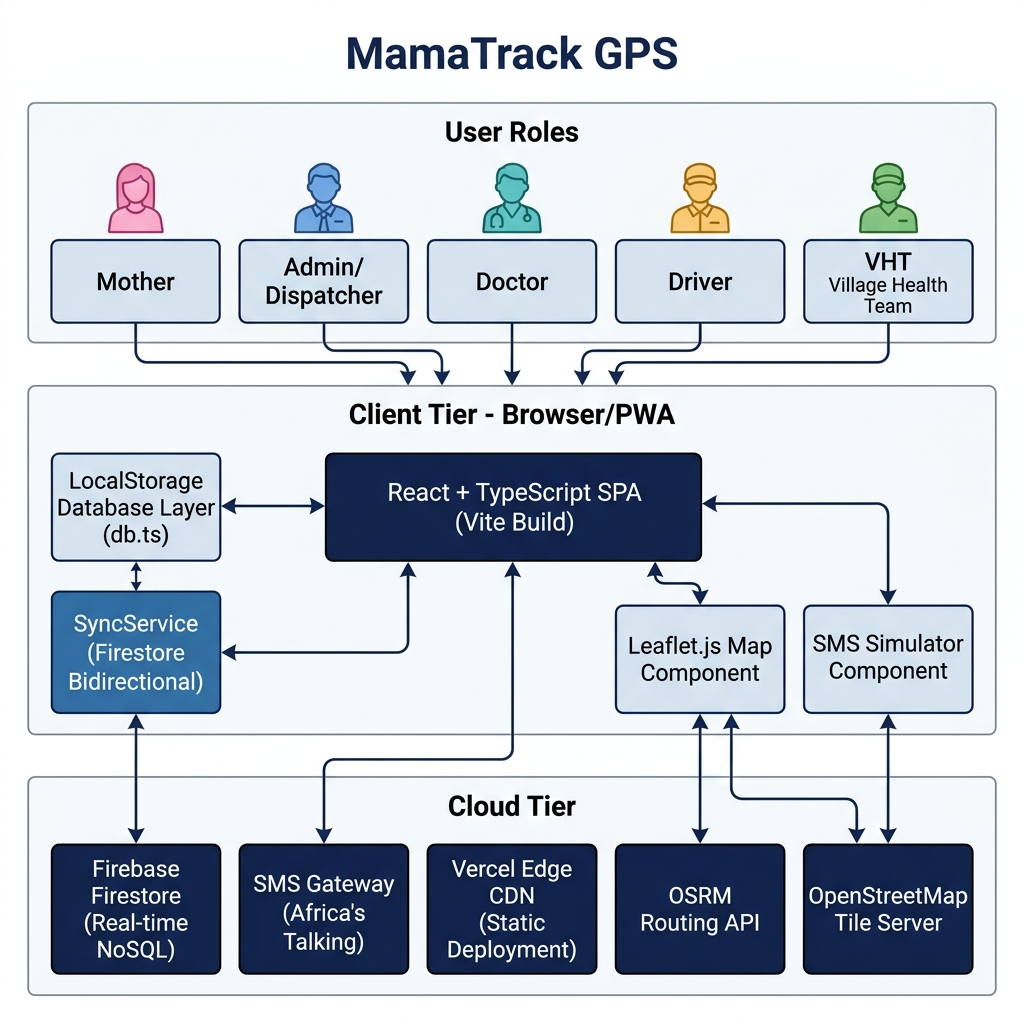 MamaTrack GPS
User Roles
Mother
Admin/
Dispatcher
Doctor
Driver
VHT
Village Health
Team
Client Tier - Browser/PWA
LocalStorage
Database Layer
(db.ts)
React + TypeScript SPA
(Vite Build)
SyncService
(Firestore
Bidirectional)
Leaflet.js Map
Component
SMS Simulator
Component
Cloud Tier
Firebase
Firestore
(Real-time
NoSQL)
SMS Gateway
(Africa's
Talking)
Vercel Edge
CDN
(Static
Deployment)
OSRM
Routing API
OpenStreetMap
Tile Server